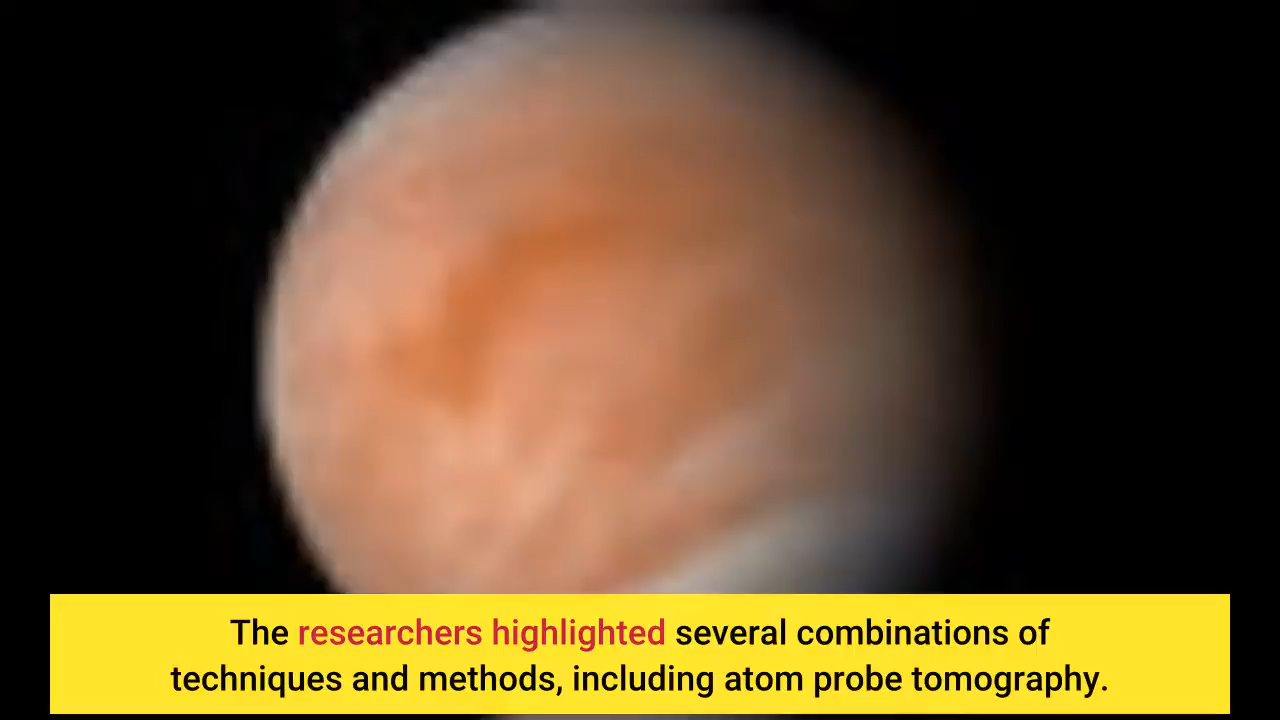 The researchers highlighted several combinations of
techniques and methods, including atom probe tomography.